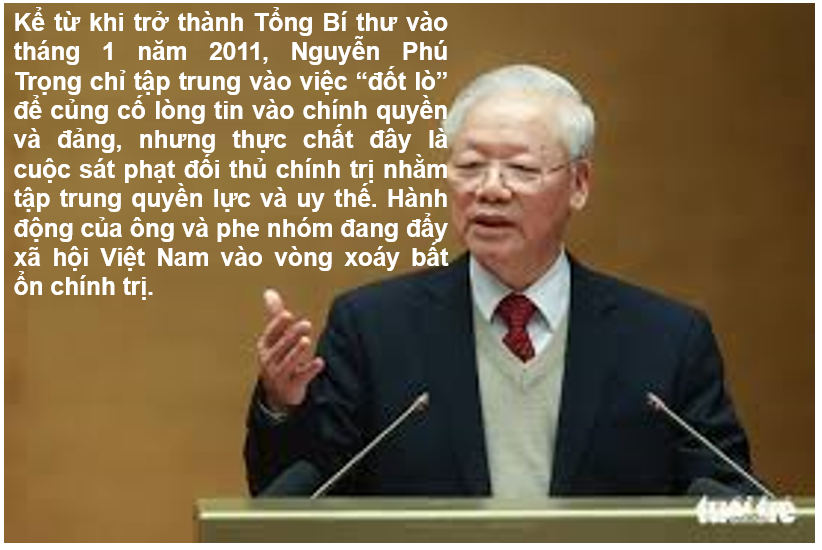 Kể từ khi trở thành Tổng Bí thư vào
tháng 1 năm 2011, Nguyễn Phú
Trọng chỉ tập trung vào việc “đốt lò”
để củng cố lòng tin vào chính quyền
và đảng, nhưng thực chất đây là
cuộc sát phạt đối thủ chính trị nhằm
tập trung quyền lực và uy thế. Hành
động của ông và phe nhóm đang đẩy
xã hội Việt Nam vào vòng xoáy bất
ổn chính trị.
tuổi trẻ